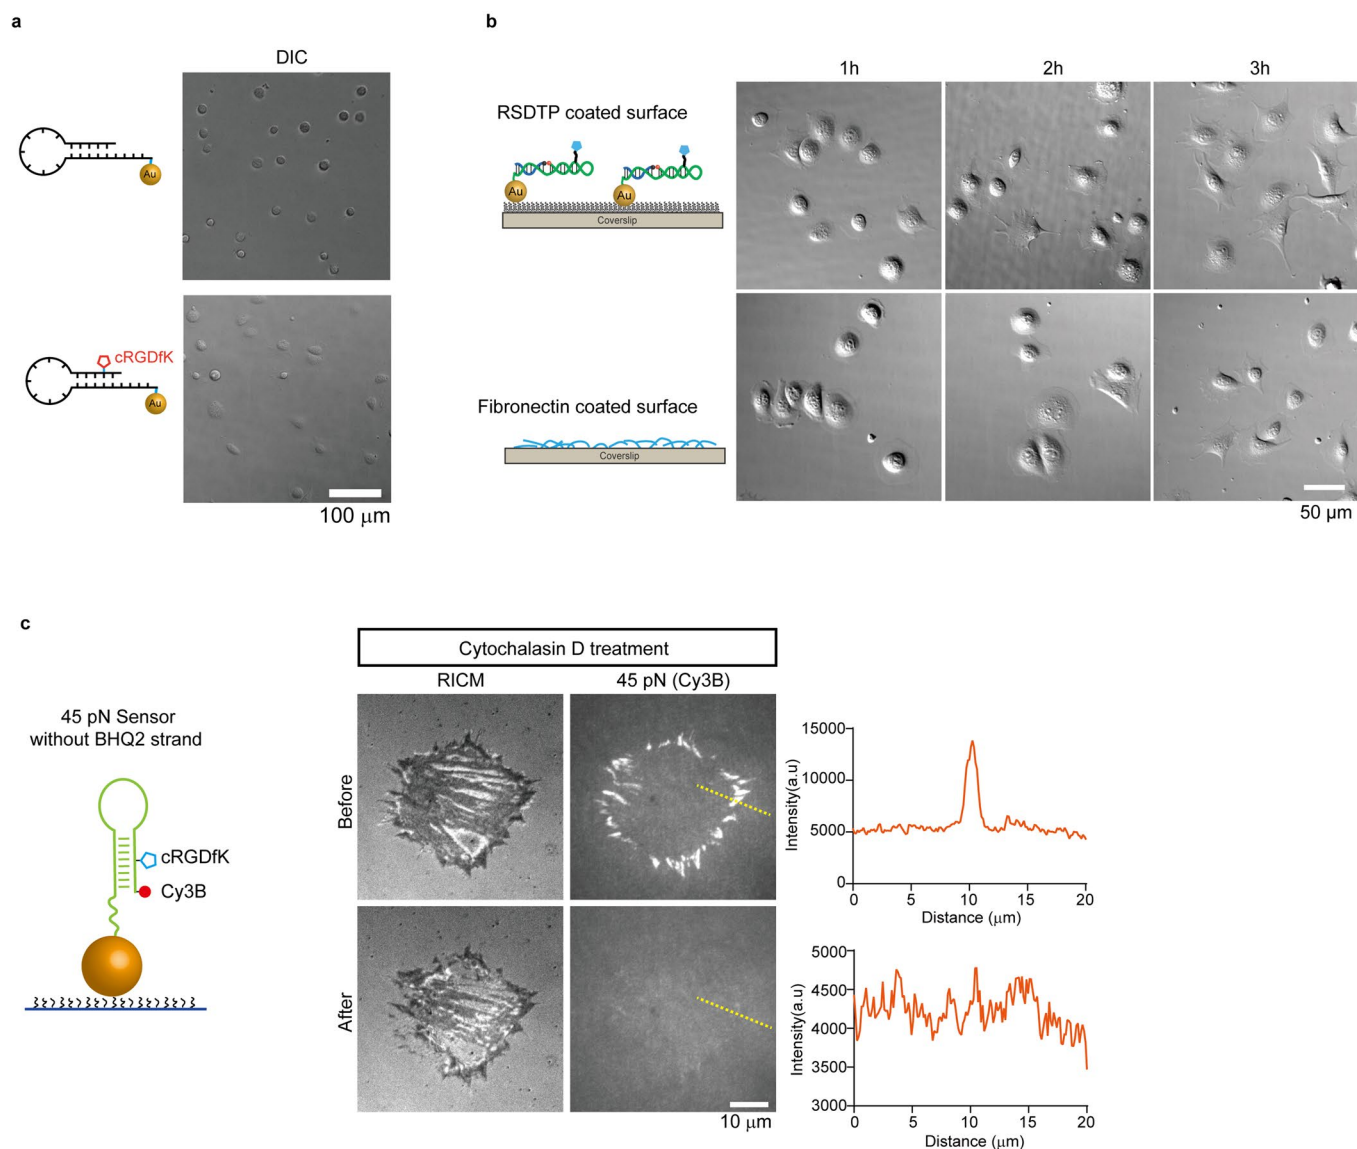 a
DIC
Au
cRGDfK
Au
100 μm
b
1h
2h
3h
RSDTP coated surface
Au
Au
Coverslip
Fibronectin coated surface
Coverslip
50 μm
c
Cytochalasin D treatment
RICM
45 pN (Cy3B)
45 pN Sensor
without BHQ2 strand
cRGDfK
Cy3B
Before
After
10 μm
Intensity(a.u)
15000
10000
5000
0
0
5
10
15
20
Distance (μm)
Intensity(a.u)
5000
4500
4000
3500
3000
0
5
10
15
20
Distance (μm)